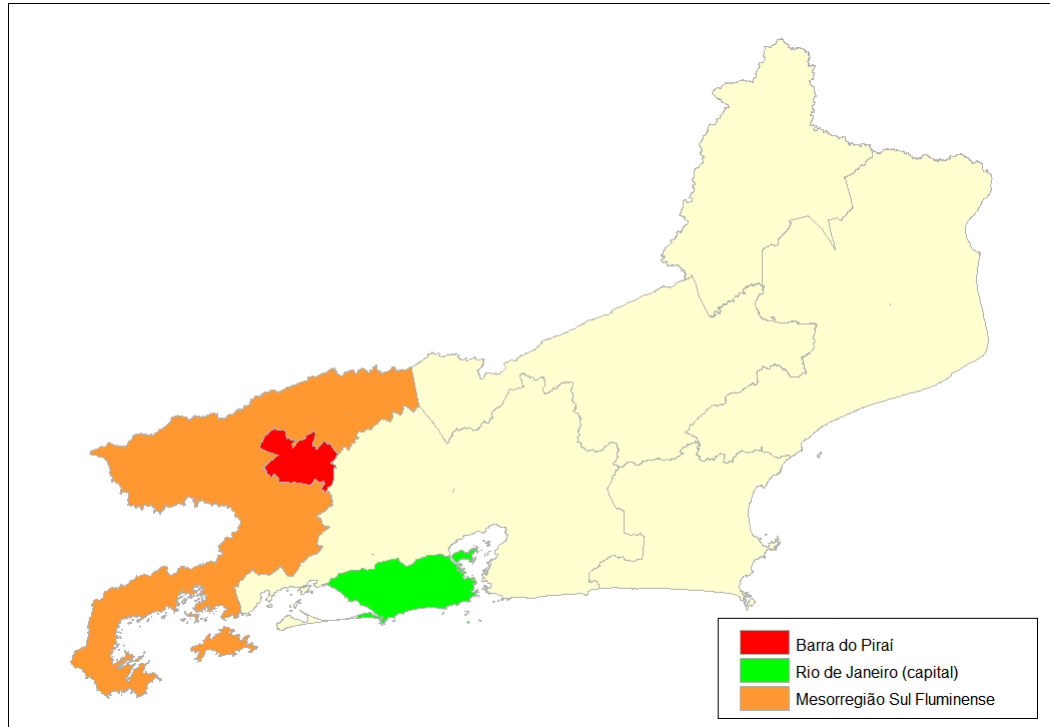 Barra do Piraí
Rio de Janeiro (capital)
Mesorregião Sul Fluminense